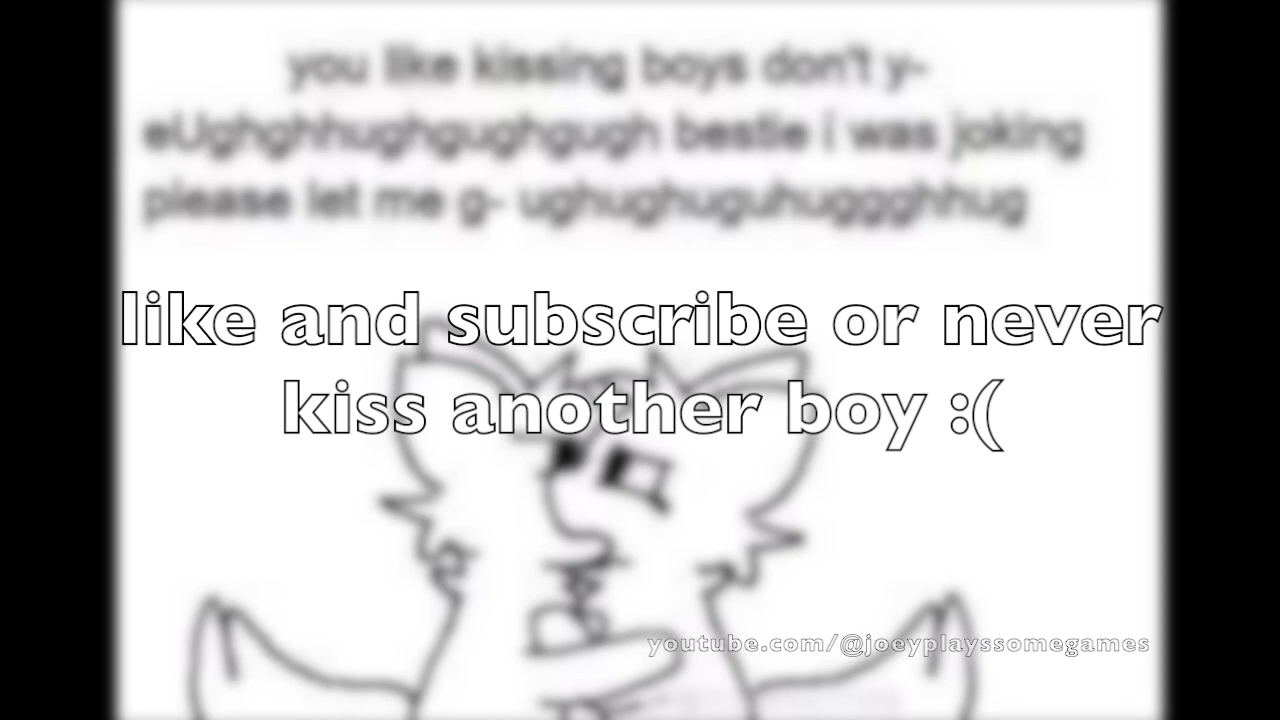 you like kissing boys don't y-
eUghghhughgughgugh bestie i was joking
please let me g- ughughuguhuggghhug
like and subscribe or never
kiss another boy :(
youtube.com/@joeyplayssomegames